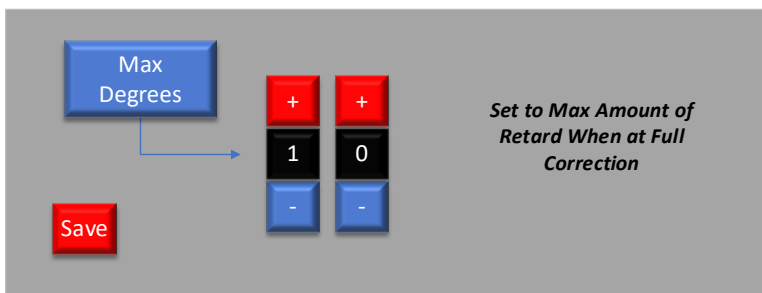 Max
Degrees
+ +
1 0
- -
Set to Max Amount of
Retard When at Full
Correction
Save